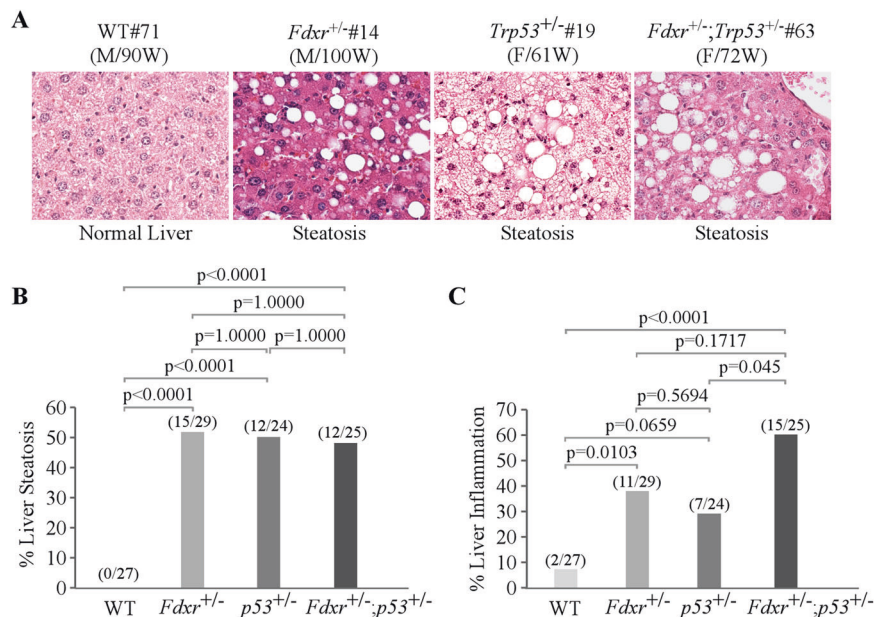 A
WT#71
(M/90W)
Fdxr+/-#14
(M/100W)
Trp53+/-#19
(F/61W)
Fdxr+/-;Trp53+/-#63
(F/72W)
Normal Liver
Steatosis
Steatosis
Steatosis
B
p<0.0001
p=1.0000
p=1.0000
p=1.0000
p<0.0001
p<0.0001
% Liver Steatosis
60
50
40
30
20
10
0
(0/27)
(15/29)
(12/24)
(12/25)
WT
Fdxr+/-
p53+/-
Fdxr+/-;p53+/-
C
p<0.0001
p=0.1717
p=0.045
p=0.5694
p=0.0659
p=0.0103
% Liver Inflammation
70
60
50
40
30
20
10
0
(2/27)
(11/29)
(7/24)
(15/25)
WT
Fdxr+/-
p53+/-
Fdxr+/-;p53+/-